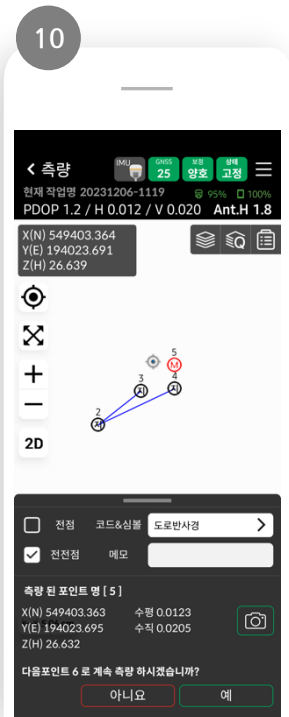 10
측량
IMU
GNSS 25
보정 양호
상태 고정
현재 작업명 20231206-1119
95% 100%
PDOP 1.2 / H 0.012 / V 0.020 Ant.H 1.8
X(N) 549403.364
Y(E) 194023.691
Z(H) 26.639
5
M
3
지
4
지
2
지
2D
전점 코드&심볼 도로반사경
전전점 메모
측량 된 포인트 명 [ 5 ]
X(N) 549403.363 수평 0.0123
Y(E) 194023.695 수직 0.0205
Z(H) 26.632
다음포인트 6 로 계속 측량 하시겠습니까?
아니요 예